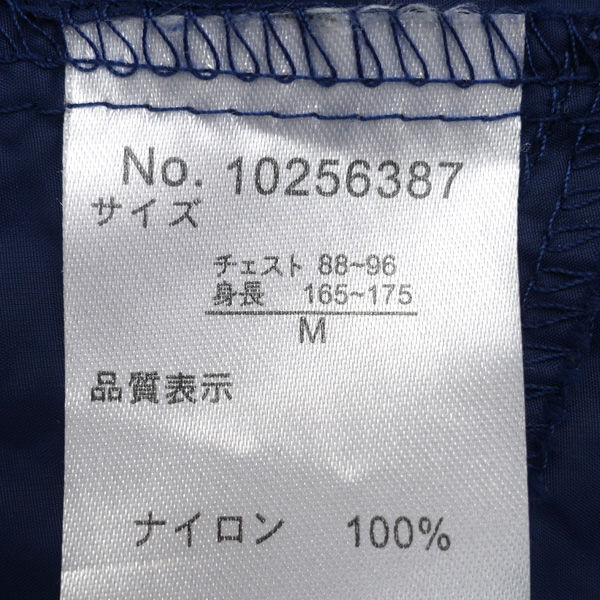 No. 10256387
サイズ
チェスト 88~96
身長 165~175
M
品質表示
ナイロン 100%